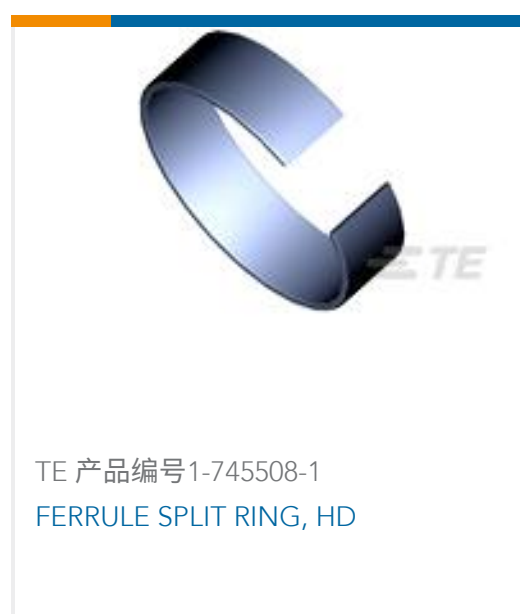 TE
TE 产品编号1-745508-1
FERRULE SPLIT RING, HD